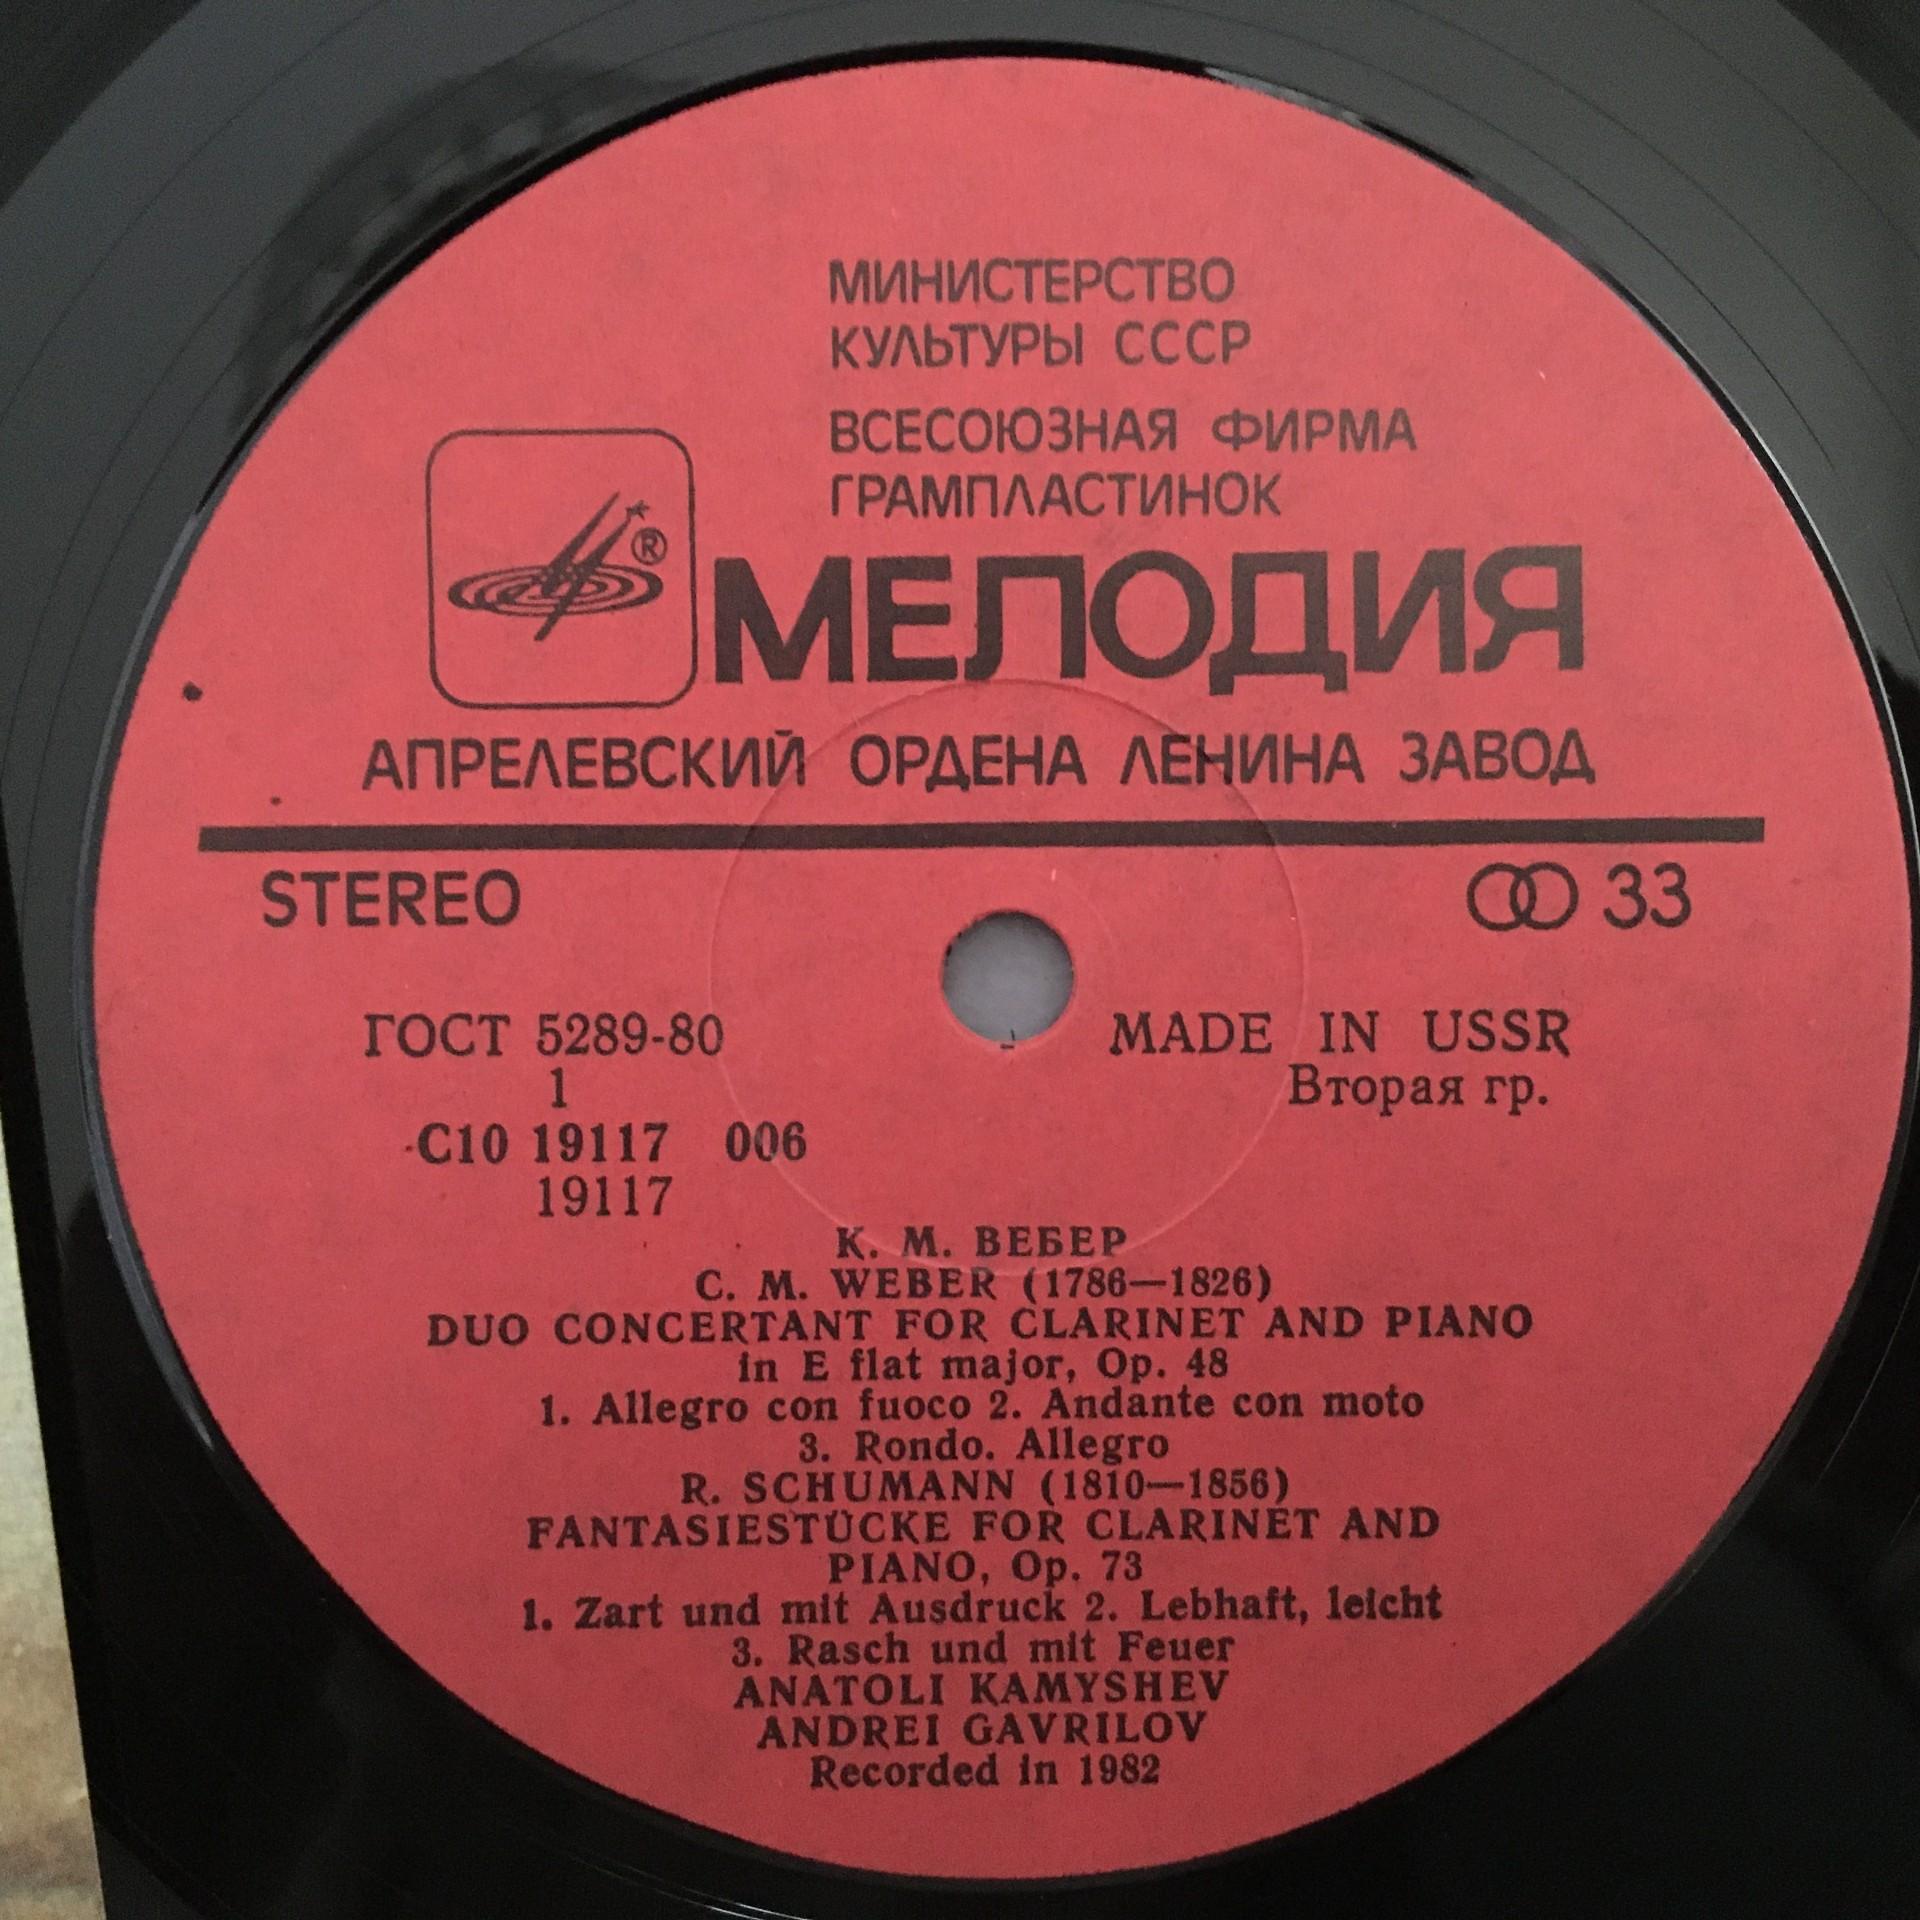 МИНИСТЕРСТВО
КУЛЬТУРЫ СССР
ВСЕСОЮЗНАЯ ФИРМА
ГРАМПЛАСТИНОК
®
МЕЛОДИЯ
АПРЕЛЕВСКИЙ ОРДЕНА ЛЕНИНА ЗАВОД
STEREO
33
ГОСТ 5289-80
MADE IN USSR
1
Вторая гр.
С10 19117 006
19117
К. М. ВЕБЕР
C. M. WEBER (1786—1826)
DUO CONCERTANT FOR CLARINET AND PIANO
in E flat major, Op. 48
1. Allegro con fuoco 2. Andante con moto
3. Rondo. Allegro
R. SCHUMANN (1810—1856)
FANTASIESTÜCKE FOR CLARINET AND
PIANO, Op. 73
1. Zart und mit Ausdruck 2. Lebhaft, leicht
3. Rasch und mit Feuer
ANATOLI KAMYSHEV
ANDREI GAVRILOV
Recorded in 1982